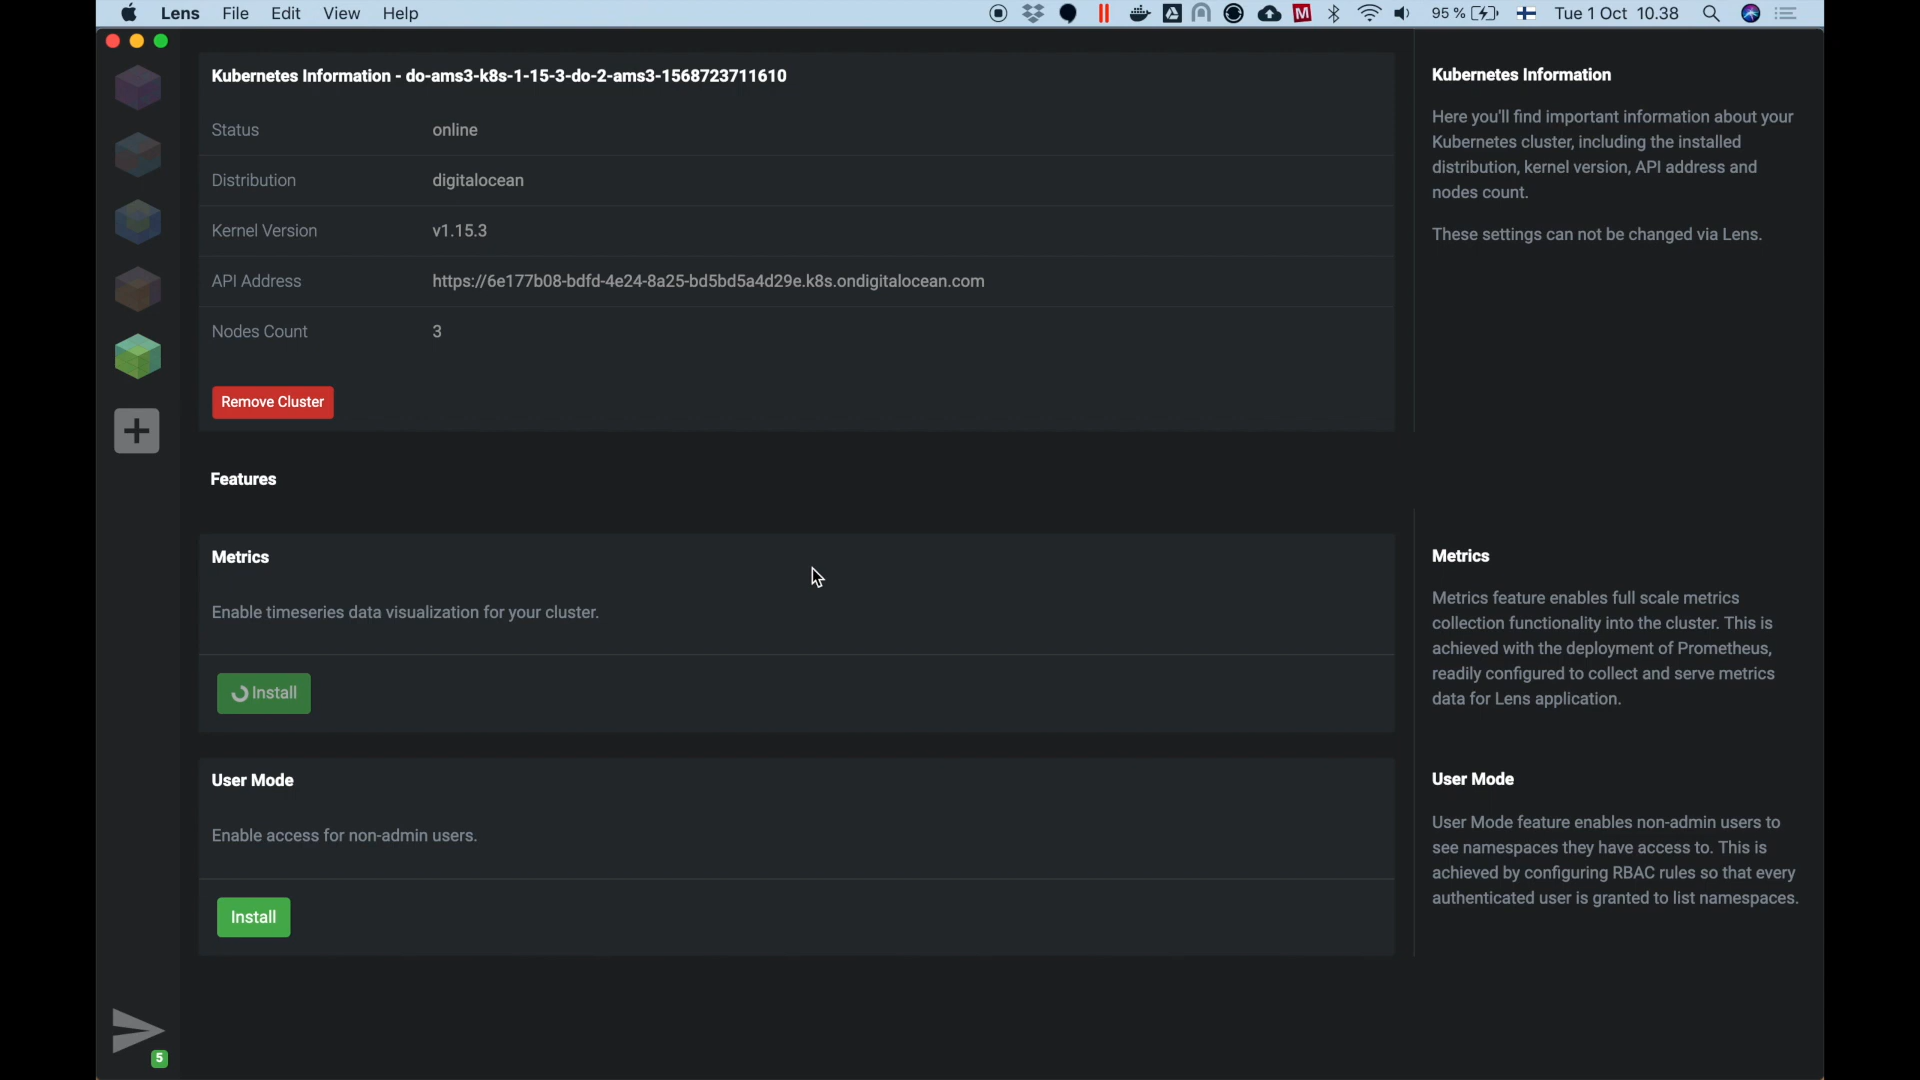 Lens File Edit View Help 95 % Tue 1 Oct 10.38
Kubernetes Information - do-ams3-k8s-1-15-3-do-2-ams3-1568723711610
Status online
Distribution digitalocean
Kernel Version v1.15.3
API Address https://6e177b08-bdfd-4e24-8a25-bd5bd5a4d29e.k8s.ondigitalocean.com
Nodes Count 3
Remove Cluster
Kubernetes Information
Here you'll find important information about your
Kubernetes cluster, including the installed
distribution, kernel version, API address and
nodes count.
These settings can not be changed via Lens.
Features
Metrics
Enable timeseries data visualization for your cluster.
Install
Metrics
Metrics feature enables full scale metrics
collection functionality into the cluster. This is
achieved with the deployment of Prometheus,
readily configured to collect and serve metrics
data for Lens application.
User Mode
Enable access for non-admin users.
Install
User Mode
User Mode feature enables non-admin users to
see namespaces they have access to. This is
achieved by configuring RBAC rules so that every
authenticated user is granted to list namespaces.
5